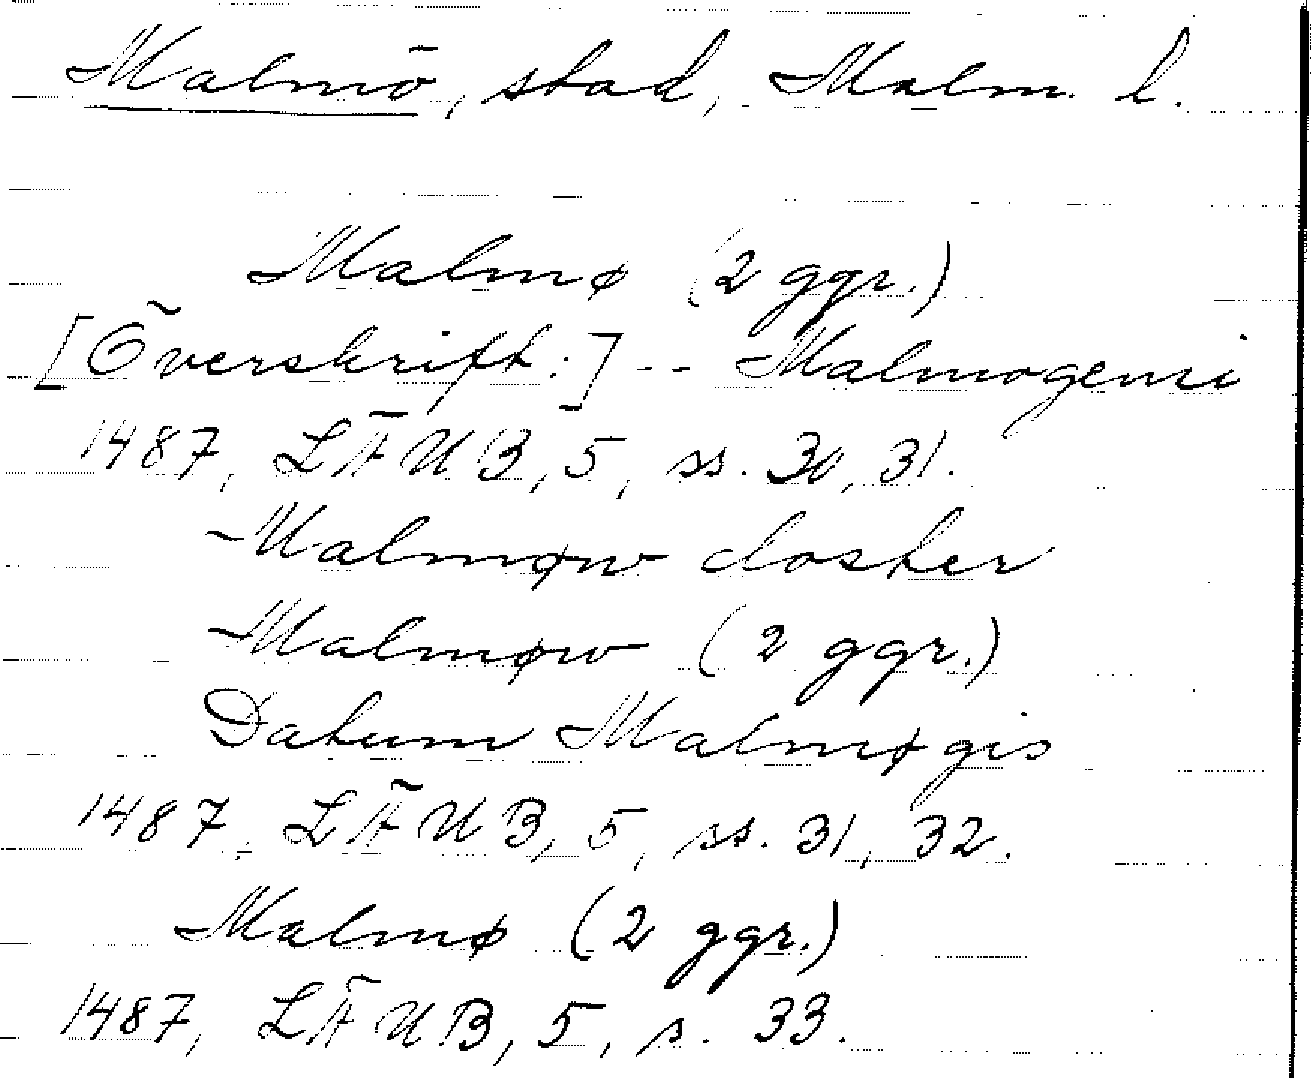 Malmö, stad, Malm. l.
Malmø (2 ggr.)
[Överskrift:] -- Malmogensi
1487, LÄUB, 5, ss. 30, 31.
Malmøw closter
Malmøw (2 ggr.)
Datum Malmøgis
1487, LÄUB, 5, ss. 31, 32.
Malmø (2 ggr.)
1487, LÄUB, 5, s. 33.